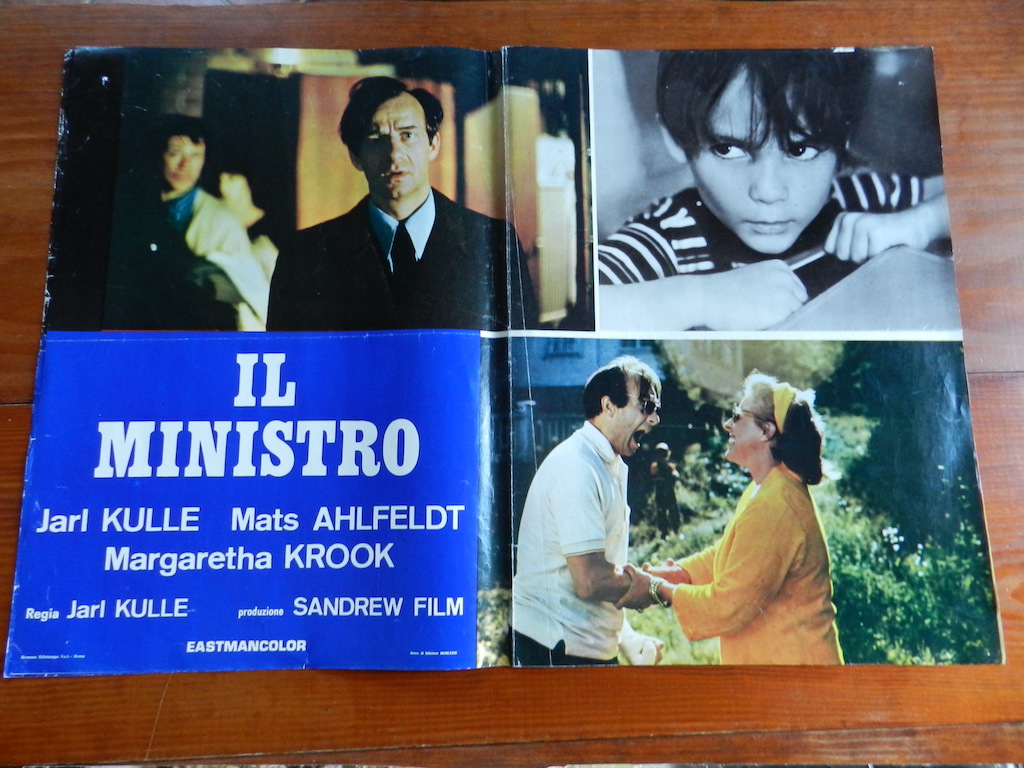 IL
MINISTRO
Jarl KULLE Mats AHLFELDT
Margaretha KROOK
Regia Jarl KULLE produzione SANDREW FILM
EASTMANCOLOR